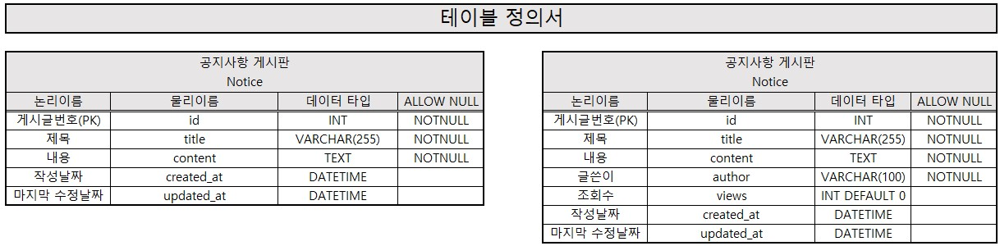 테이블 정의서
공지사항 게시판
Notice
논리이름 물리이름 데이터 타입 ALLOW NULL
게시글번호(PK) id INT NOTNULL
제목 title VARCHAR(255) NOTNULL
내용 content TEXT NOTNULL
작성날짜 created_at DATETIME
마지막 수정날짜 updated_at DATETIME
공지사항 게시판
Notice
논리이름 물리이름 데이터 타입 ALLOW NULL
게시글번호(PK) id INT NOTNULL
제목 title VARCHAR(255) NOTNULL
내용 content TEXT NOTNULL
글쓴이 author VARCHAR(100) NOTNULL
조회수 views INT DEFAULT 0
작성날짜 created_at DATETIME
마지막 수정날짜 updated_at DATETIME